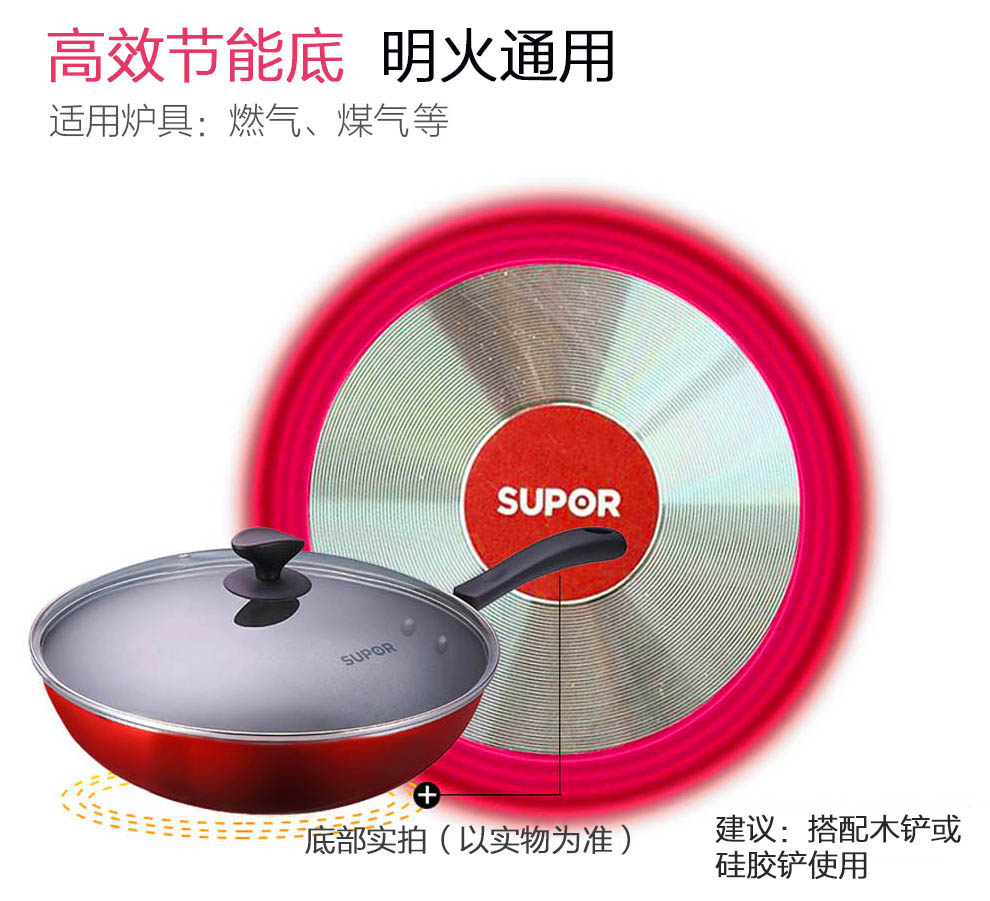 高效节能底 明火通用
适用炉具：燃气、煤气等
SUPOR
SUPOR
底部实拍（以实物为准）
建议：搭配木铲或
硅胶铲使用